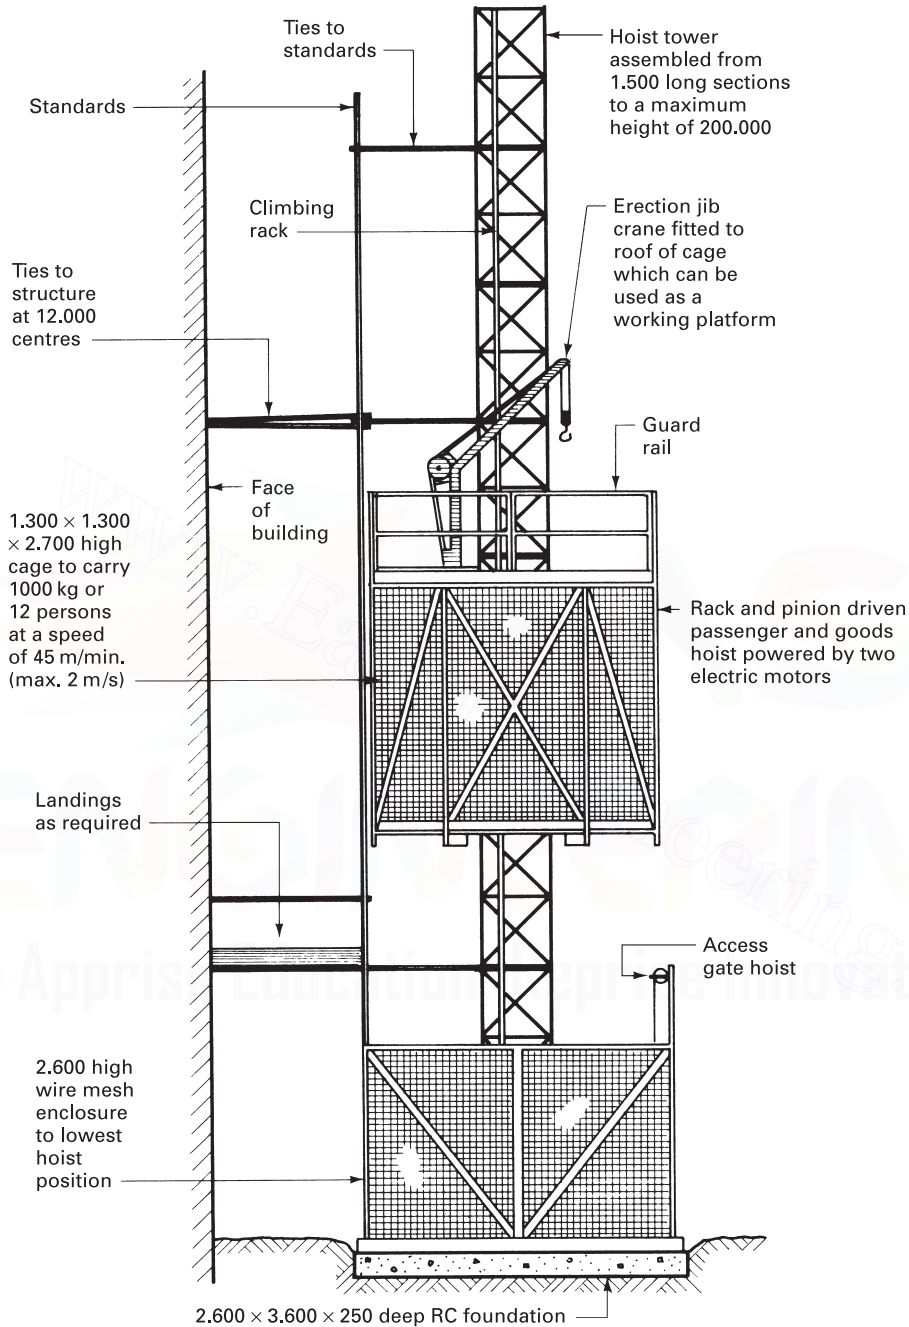 Ties to
standards
Hoist tower
assembled from
1.500 long sections
to a maximum
height of 200.000
Standards
Climbing
rack
Erection jib
crane fitted to
roof of cage
which can be
used as a
working platform
Ties to
structure
at 12.000
centres
Guard
rail
Face
of
building
1.300 × 1.300
× 2.700 high
cage to carry
1000 kg or
12 persons
at a speed
of 45 m/min.
(max. 2 m/s)
Rack and pinion driven
passenger and goods
hoist powered by two
electric motors
Landings
as required
Access
gate hoist
2.600 high
wire mesh
enclosure
to lowest
hoist
position
2.600 × 3.600 × 250 deep RC foundation